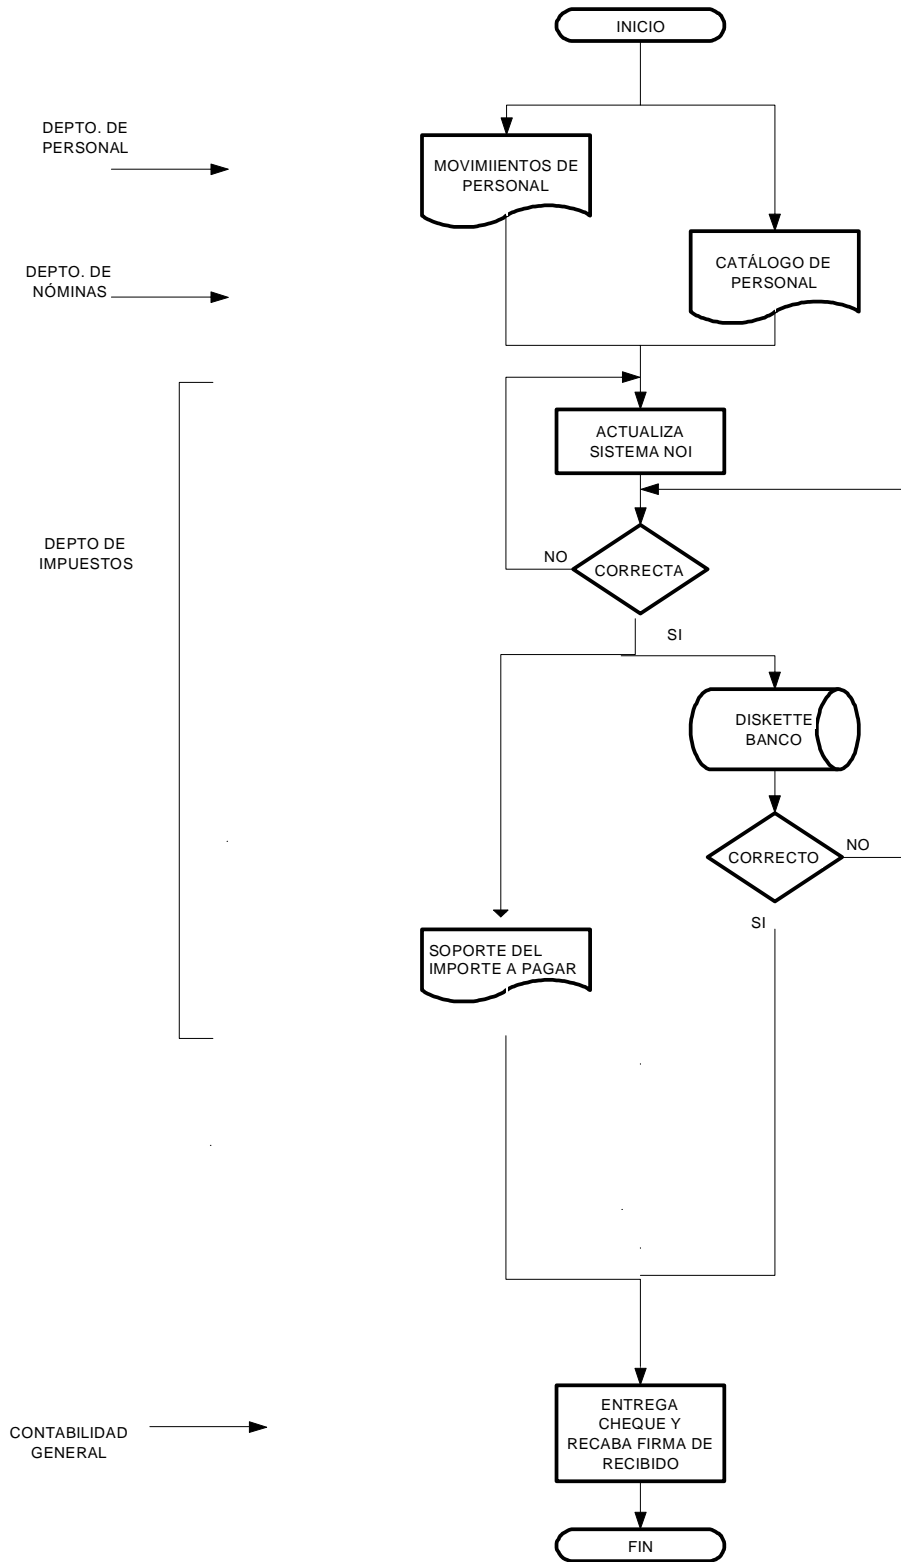 INICIO
DEPTO. DE
PERSONAL
MOVIMIIENTOS DE
PERSONAL
DEPTO. DE
NÓMINAS
CATÁLOGO DE
PERSONAL
ACTUALIZA
SISTEMA NOI
DEPTO DE
IMPUESTOS
NO
CORRECTA
SI
DISKETTE
BANCO
CORRECTO
NO
SI
SOPORTE DEL
IMPORTE A PAGAR
CONTABILIDAD
GENERAL
ENTREGA
CHEQUE Y
RECABA FIRMA DE
RECIBIDO
FIN